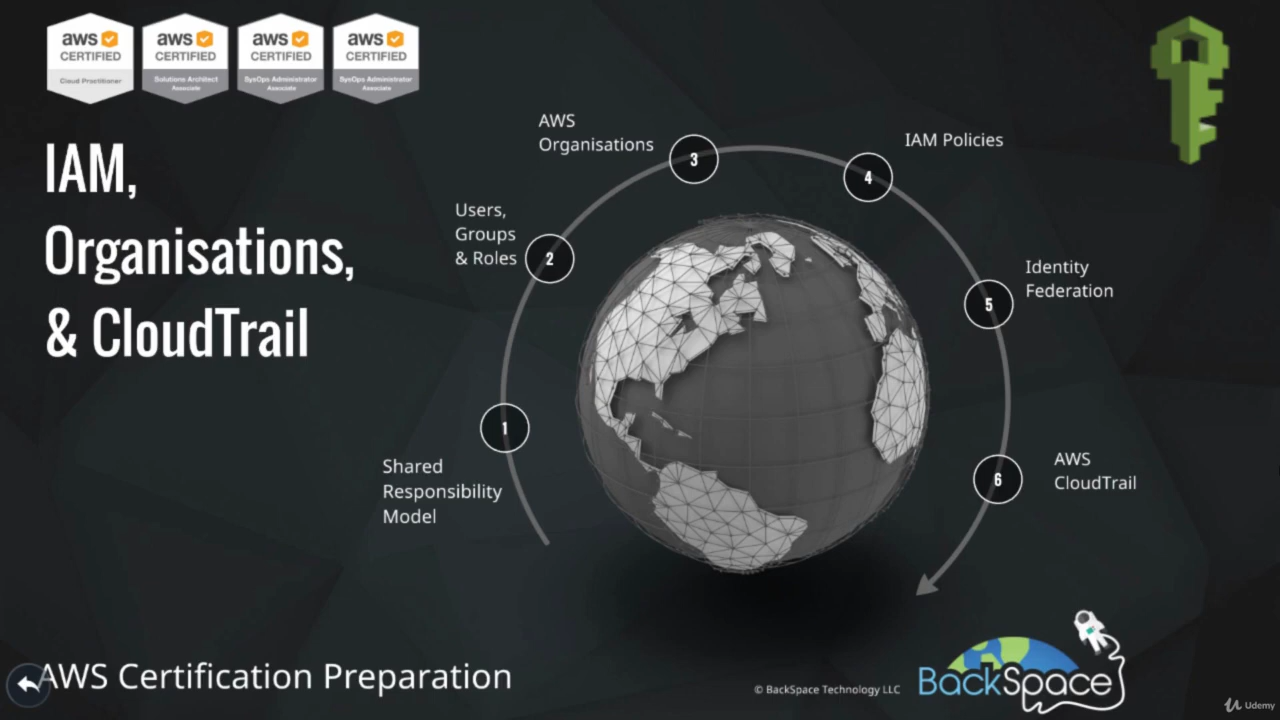 aws
CERTIFIED
Cloud Practitioner
aws
CERTIFIED
Solutions Architect
Associate
aws
CERTIFIED
SysOps Administrator
Associate
aws
CERTIFIED
SysOps Administrator
Associate
IAM,
Organisations,
& CloudTrail
1
Shared
Responsibility
Model
2
Users,
Groups
& Roles
3
AWS
Organisations
4
IAM Policies
5
Identity
Federation
6
AWS
CloudTrail
AWS Certification Preparation
© BackSpace Technology LLC
BackSpace
Udemy